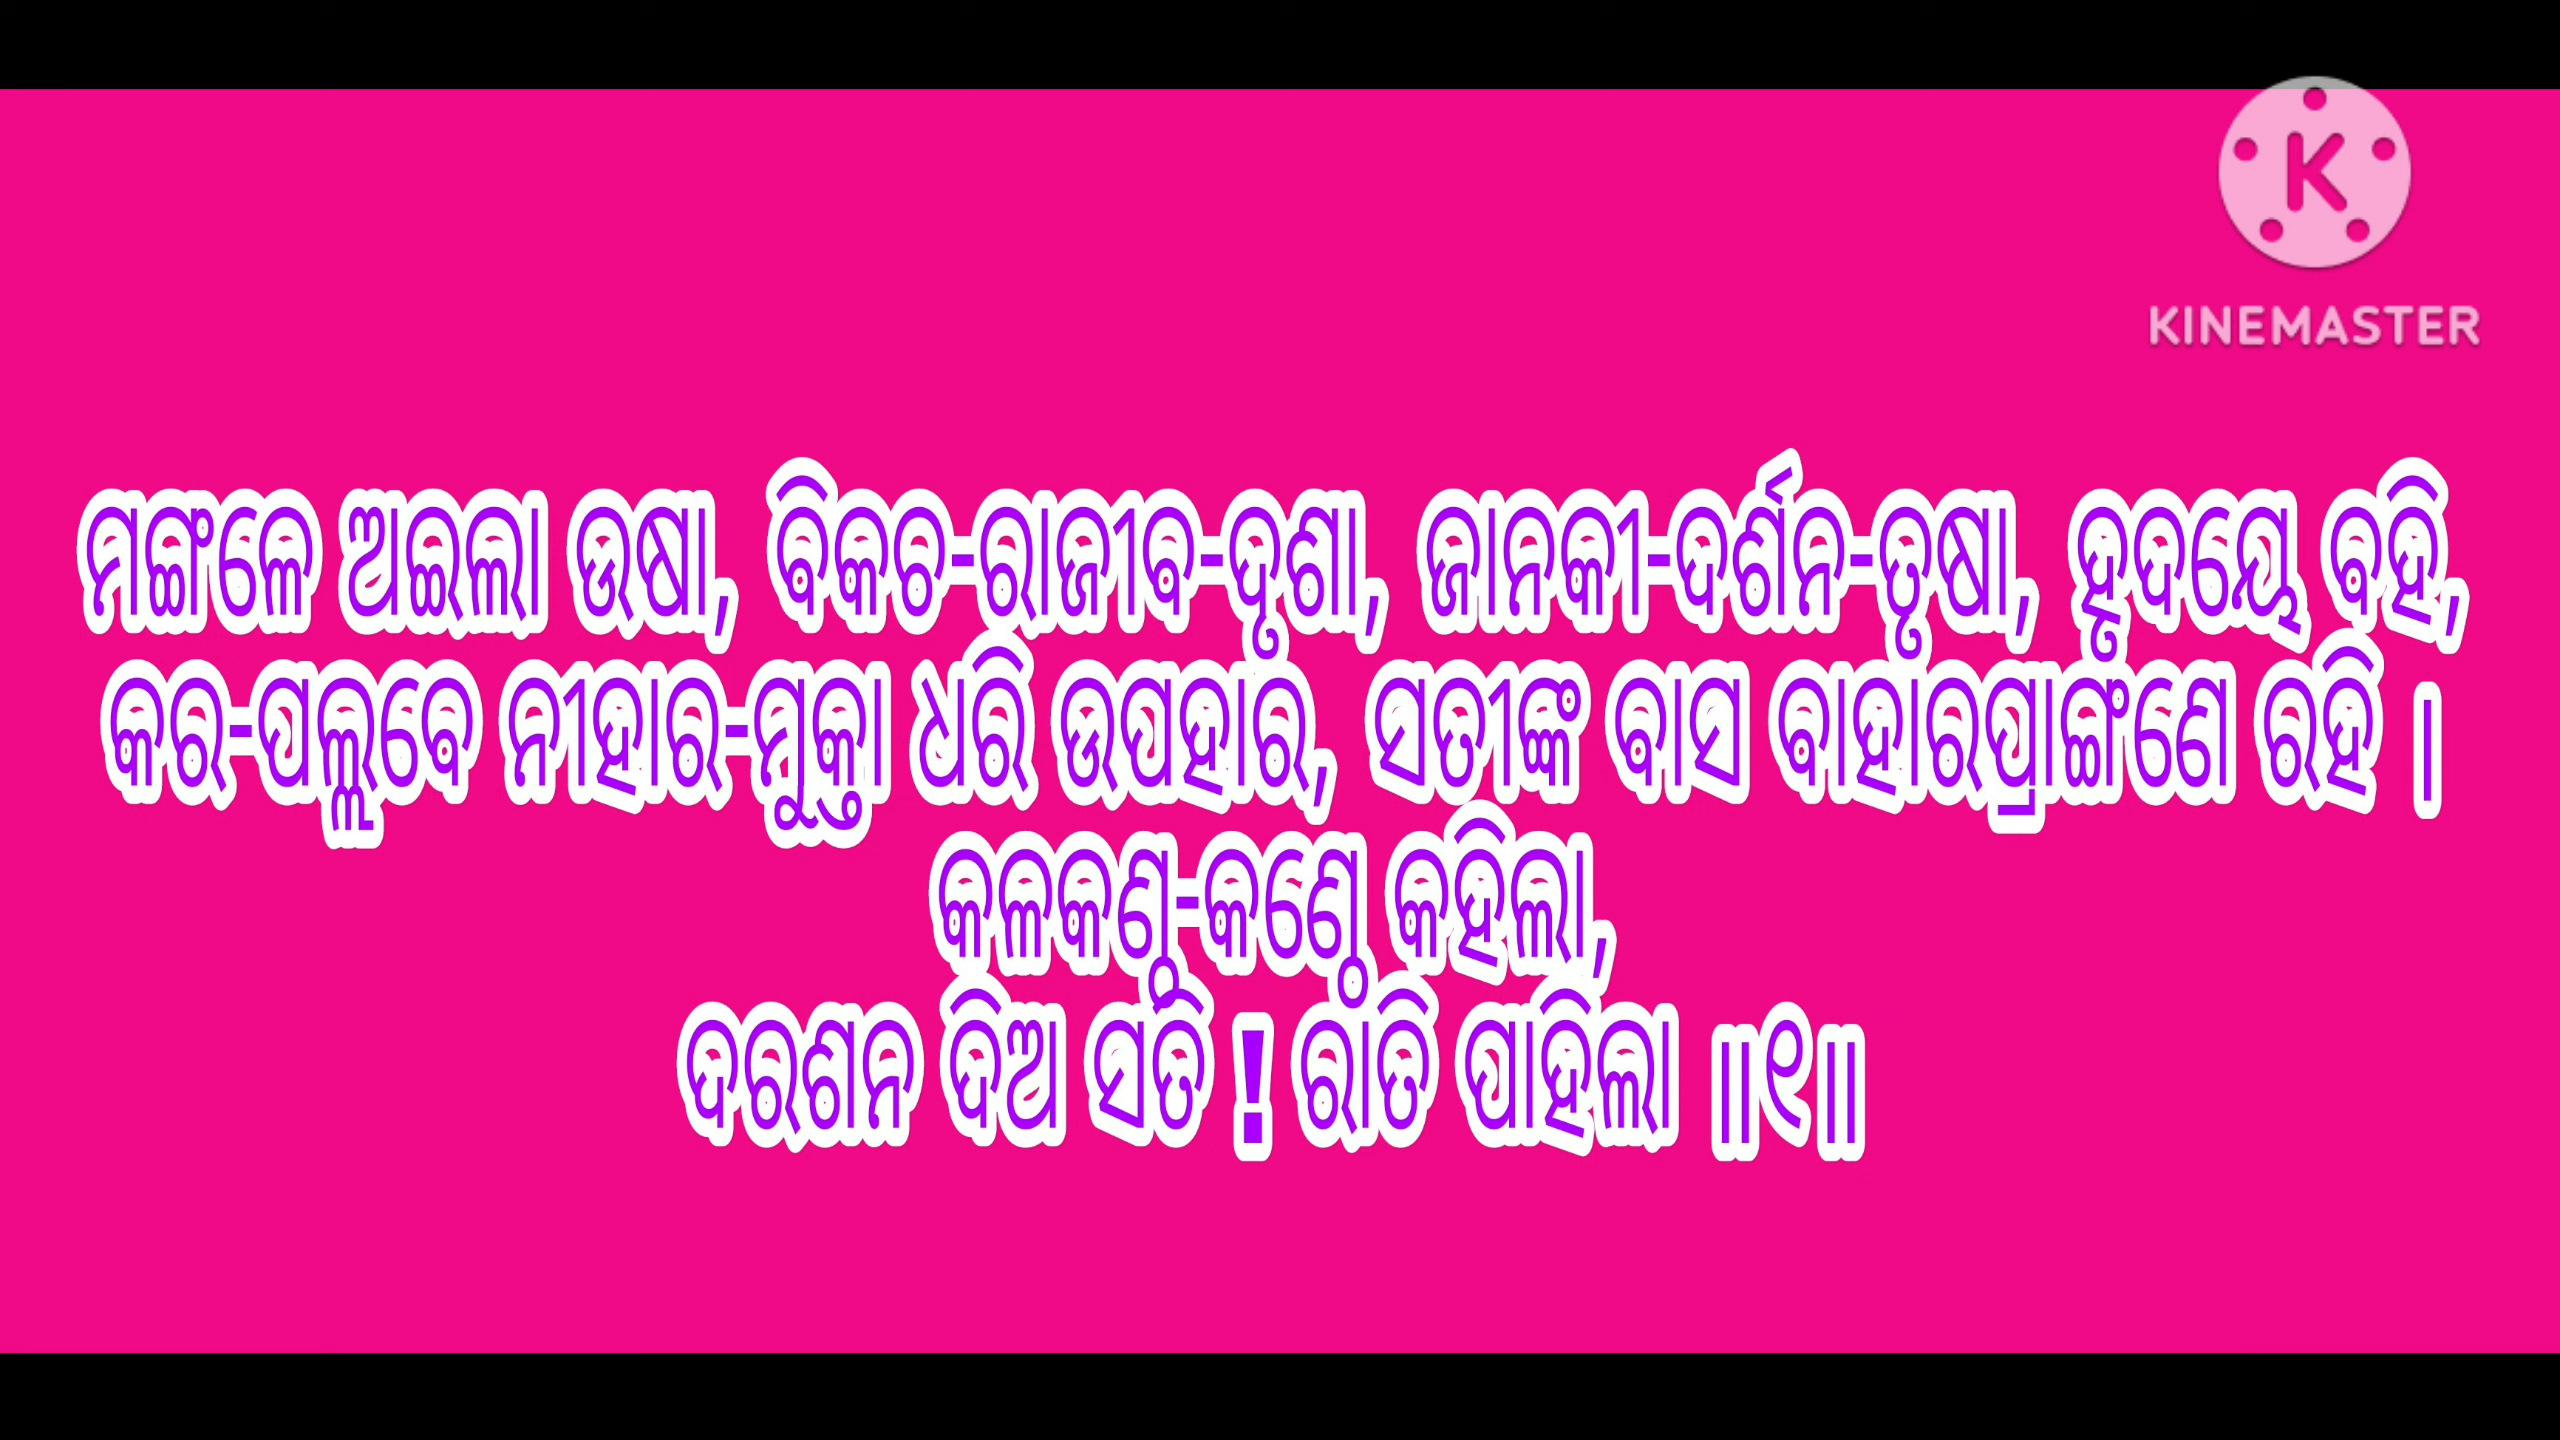 KINEMASTER
ମଙ୍ଗଳେ ଅଇଲା ଉଷା, ବିକଚ-ରାଜୀବ-ଦୃଶା, ଜାନକୀ-ଦର୍ଶନ-ତୃଷା, ହୃଦୟେ ବହି,
କର-ପଲ୍ଲବେ ନୀହାର-ମୁକ୍ତା ଧରି ଉପହାର, ସତୀଙ୍କ ବାସ ବାହାରପ୍ରାଙ୍ଗଣେ ରହି ।
କଳକଣ୍ଠ-କଣ୍ଠେ କହିଲା,
ଦରଶନ ଦିଅ ସତି ! ରାତି ପାହିଲା ॥୧॥